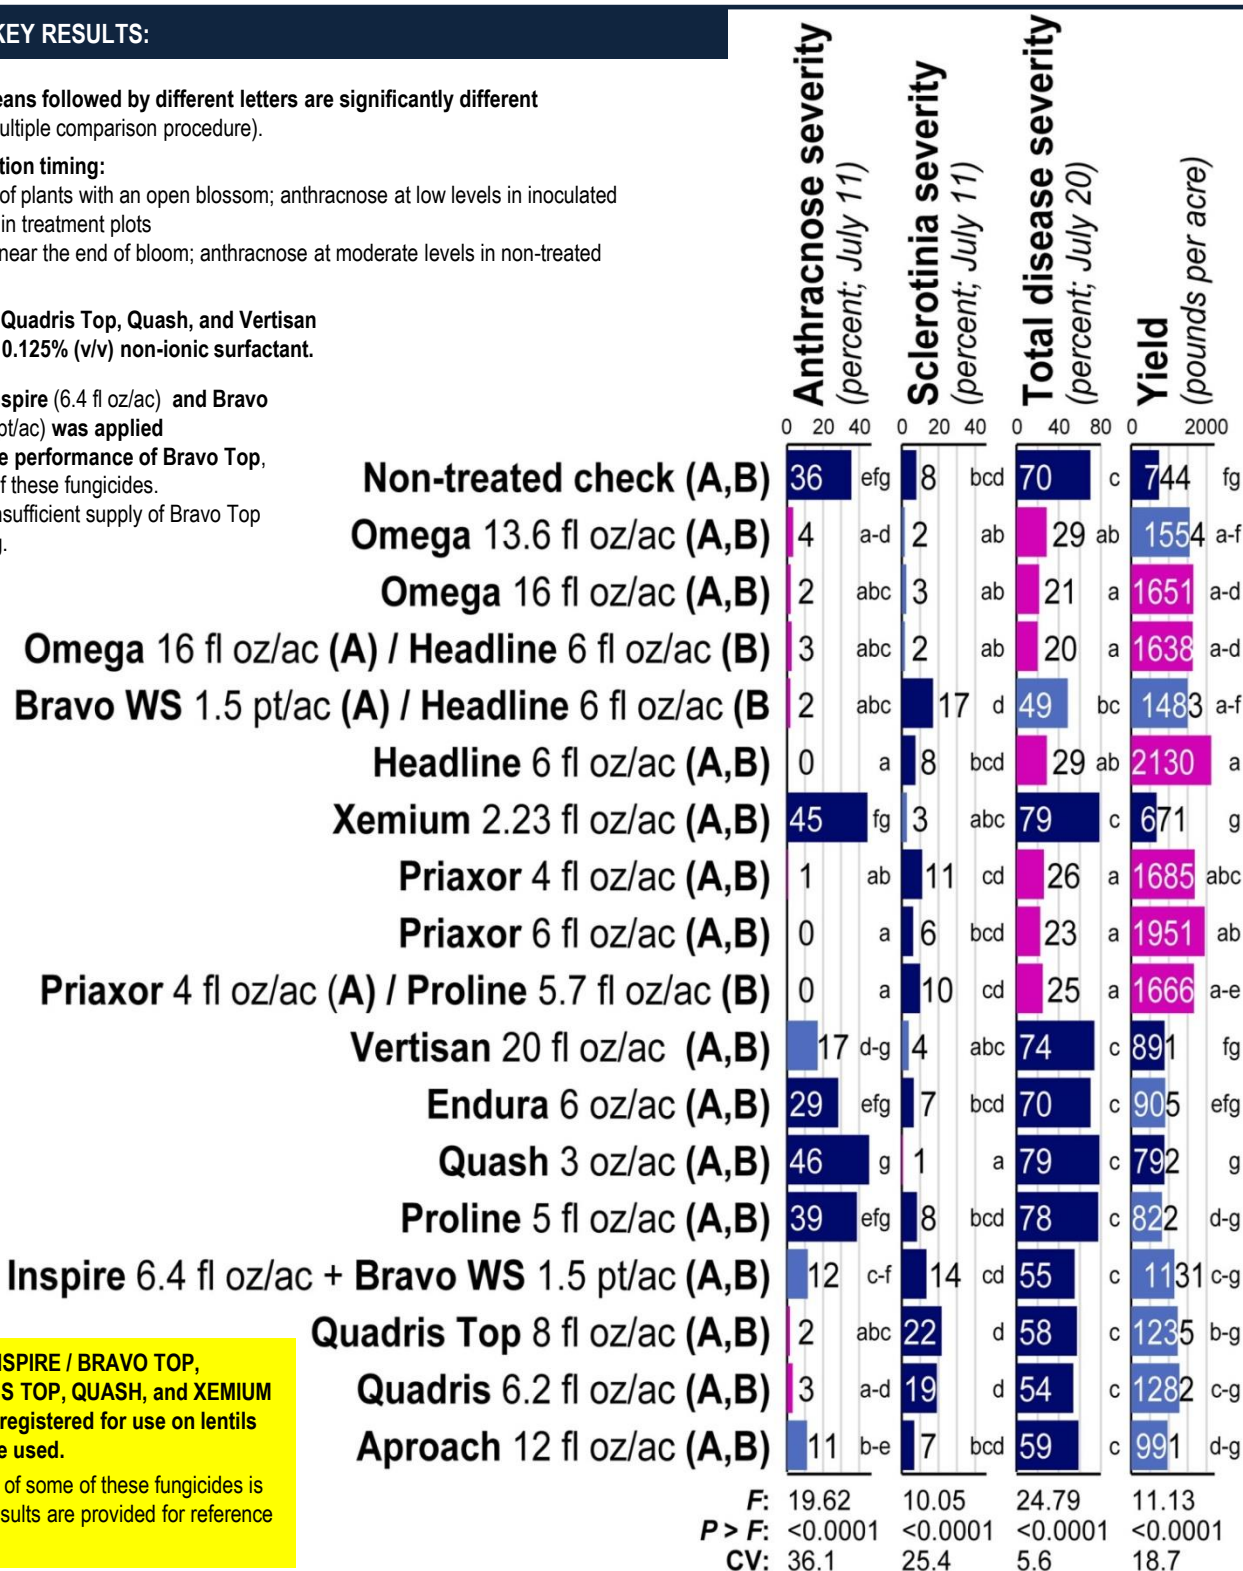 KEY RESULTS:
eans followed by different letters are significantly different
ultiple comparison procedure).
tion timing:
of plants with an open blossom; anthracnose at low levels in inoculated
in treatment plots
near the end of bloom; anthracnose at moderate levels in non-treated
Quadris Top, Quash, and Vertisan
0.125% (v/v) non-ionic surfactant.
spire (6.4 fl oz/ac) and Bravo
pt/ac) was applied
e performance of Bravo Top,
f these fungicides.
nsufficient supply of Bravo Top
g.
Anthracnose severity
(percent; July 11)
Sclerotinia severity
(percent; July 11)
Total disease severity
(percent; July 20)
Yield
(pounds per acre)
0 20 40 0 20 40 0 40 80 0 2000
Non-treated check (A,B) 36 efg 8 bcd 70 c 744 fg
Omega 13.6 fl oz/ac (A,B) 4 a-d 2 ab 29 ab 1554 a-f
Omega 16 fl oz/ac (A,B) 2 abc 3 ab 21 a 1651 a-d
Omega 16 fl oz/ac (A) / Headline 6 fl oz/ac (B) 3 abc 2 ab 20 a 1638 a-d
Bravo WS 1.5 pt/ac (A) / Headline 6 fl oz/ac (B 2 abc 17 d 49 bc 1483 a-f
Headline 6 fl oz/ac (A,B) 0 a 8 bcd 29 ab 2130 a
Xemium 2.23 fl oz/ac (A,B) 45 fg 3 abc 79 c 671 g
Priaxor 4 fl oz/ac (A,B) 1 ab 11 cd 26 a 1685 abc
Priaxor 6 fl oz/ac (A,B) 0 a 6 bcd 23 a 1951 ab
Priaxor 4 fl oz/ac (A) / Proline 5.7 fl oz/ac (B) 0 a 10 cd 25 a 1666 a-e
Vertisan 20 fl oz/ac (A,B) 17 d-g 4 abc 74 c 891 fg
Endura 6 oz/ac (A,B) 29 efg 7 bcd 70 c 905 efg
Quash 3 oz/ac (A,B) 46 g 1 a 79 c 792 g
Proline 5 fl oz/ac (A,B) 39 efg 8 bcd 78 c 822 d-g
Inspire 6.4 fl oz/ac + Bravo WS 1.5 pt/ac (A,B) 12 c-f 14 cd 55 c 1131 c-g
Quadris Top 8 fl oz/ac (A,B) 2 abc 22 d 58 c 1235 b-g
Quadris 6.2 fl oz/ac (A,B) 3 a-d 19 d 54 c 1282 c-g
Aproach 12 fl oz/ac (A,B) 11 b-e 7 bcd 59 c 991 d-g
F: 19.62 10.05 24.79 11.13
P > F: <0.0001 <0.0001 <0.0001 <0.0001
CV: 36.1 25.4 5.6 18.7
NSPIRE / BRAVO TOP,
IS TOP, QUASH, and XEMIUM
registered for use on lentils
e used.
of some of these fungicides is
sults are provided for reference